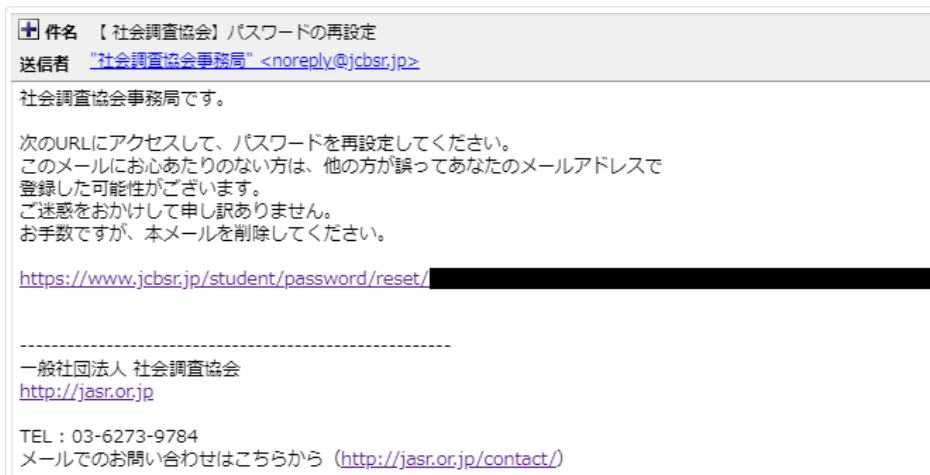 件名 【 社会調査協会】パスワードの再設定
送信者 "社会調査協会事務局" <noreply@jcbsr.jp>
社会調査協会事務局です。
次のURLにアクセスして、パスワードを再設定してください。
このメールにお心あたりのない方は、他の方が誤ってあなたのメールアドレスで
登録した可能性がございます。
ご迷惑をおかけして申し訳ありません。
お手数ですが、本メールを削除してください。
https://www.jcbsr.jp/student/password/reset/
-------------------------------------------------------
一般社団法人 社会調査協会
http://jasr.or.jp
TEL：03-6273-9784
メールでのお問い合わせはこちらから（http://jasr.or.jp/contact/）